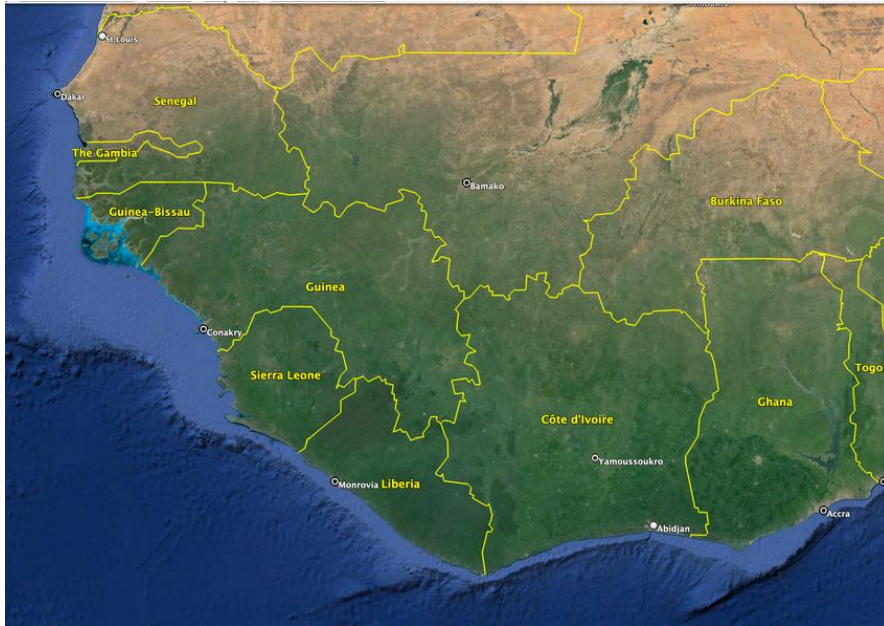 St Louis
Dakar
Senegal
The Gambia
Bamako
Guinea-Bissau
Burkina Faso
Guinea
Conakry
Sierra Leone
Togo
Ghana
Côte d'Ivoire
Yamoussoukro
Monrovia
Liberia
Accra
Abidjan